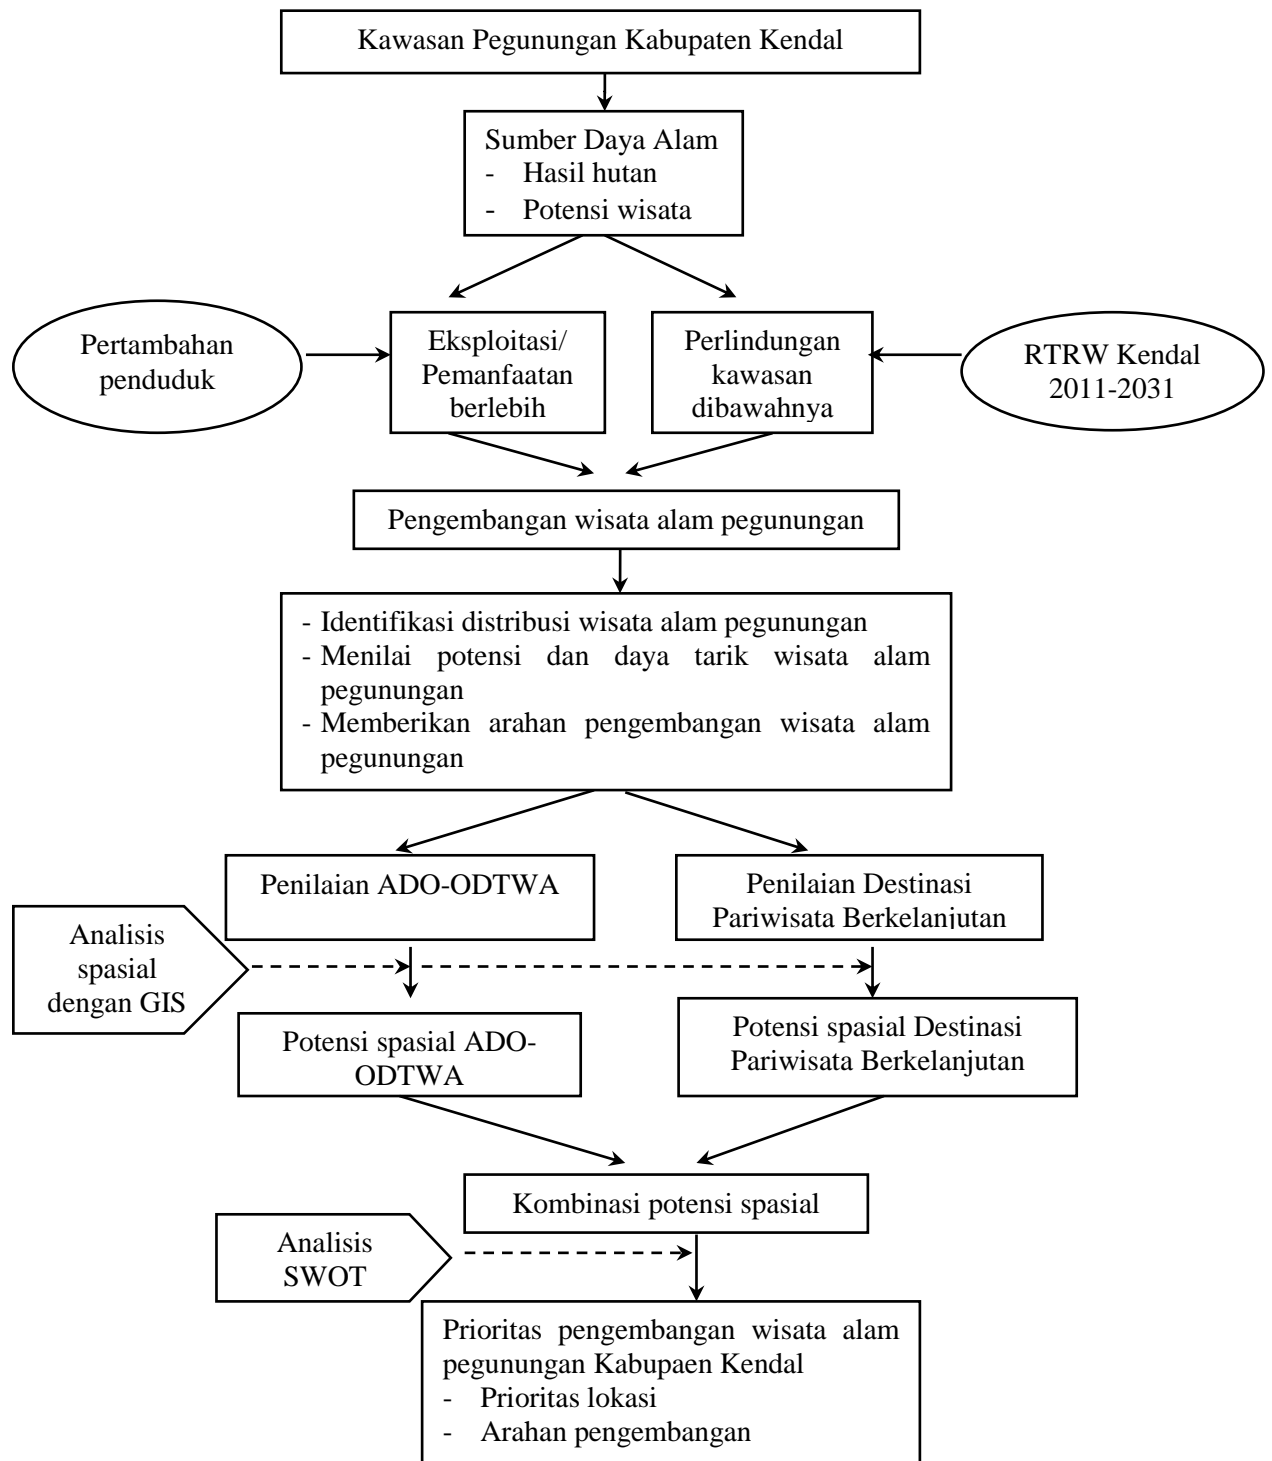 Kawasan Pegunungan Kabupaten Kendal
Sumber Daya Alam
- Hasil hutan
- Potensi wisata
Pertambahan
penduduk
Eksploitasi/
Pemanfaatan
berlebih
Perlindungan
kawasan
dibawahnya
RTRW Kendal
2011-2031
Pengembangan wisata alam pegunungan
- Identifikasi distribusi wisata alam pegunungan
- Menilai potensi dan daya tarik wisata alam
pegunungan
- Memberikan arahan pengembangan wisata alam
pegunungan
Penilaian ADO-ODTWA
Penilaian Destinasi
Pariwisata Berkelanjutan
Analisis
spasial
dengan GIS
Potensi spasial ADO-
ODTWA
Potensi spasial Destinasi
Pariwisata Berkelanjutan
Kombinasi potensi spasial
Analisis
SWOT
Prioritas pengembangan wisata alam
pegunungan Kabupaen Kendal
- Prioritas lokasi
- Arahan pengembangan